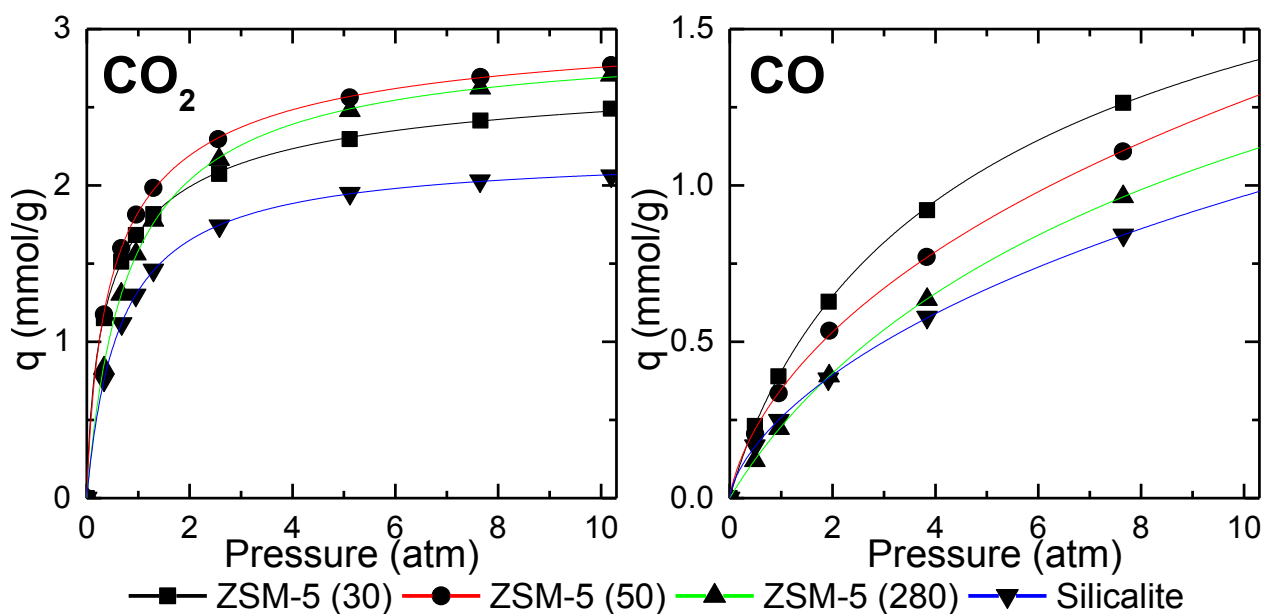 CO2
q (mmol/g)
3
2
1
0
0 2 4 6 8 10
Pressure (atm)
CO
q (mmol/g)
1.5
1.0
0.5
0.0
0 2 4 6 8 10
Pressure (atm)
ZSM-5 (30) ZSM-5 (50) ZSM-5 (280) Silicalite